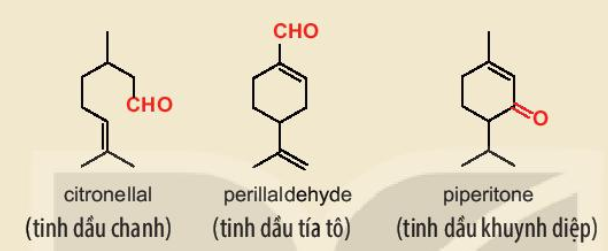 CHO
CHO
O
citronellal perillaldehyde piperitone
(tinh dầu chanh) (tinh dầu tía tô) (tinh dầu khuynh diệp)